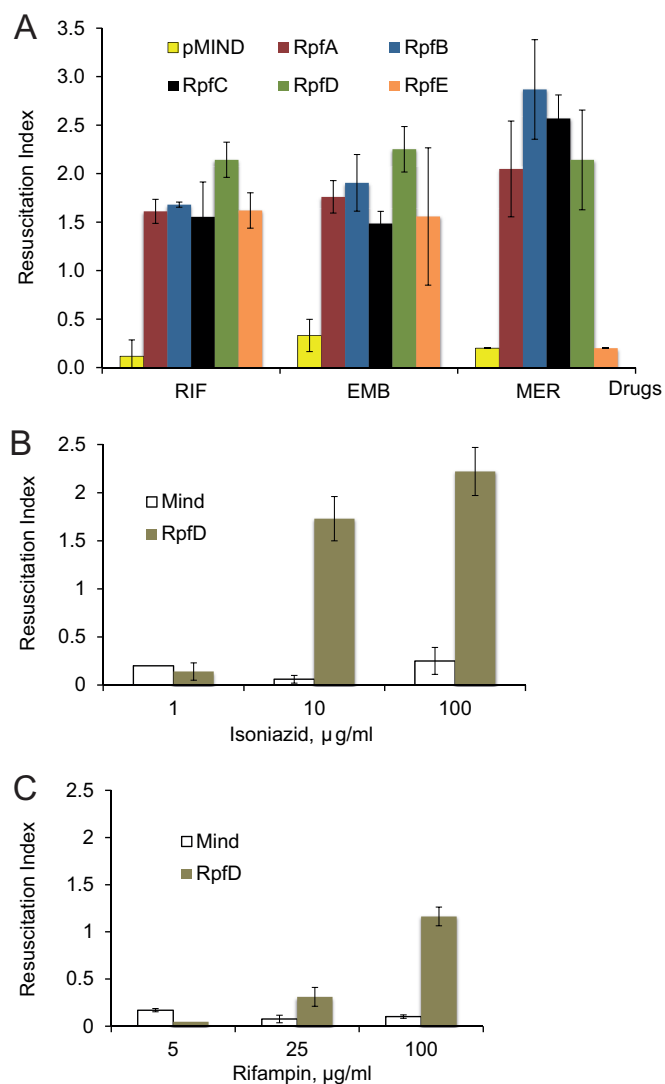 A
pMIND RpfA RpfB
RpfC RpfD RpfE
Resuscitation Index
3.5
3.0
2.5
2.0
1.5
1.0
0.5
0.0
RIF EMB MER Drugs
B
Mind
RpfD
Resuscitation Index
2.5
2
1.5
1
0.5
0
1 10 100
Isoniazid, µg/ml
C
Mind
RpfD
Resuscitation Index
2.5
2
1.5
1
0.5
0
5 25 100
Rifampin, µg/ml